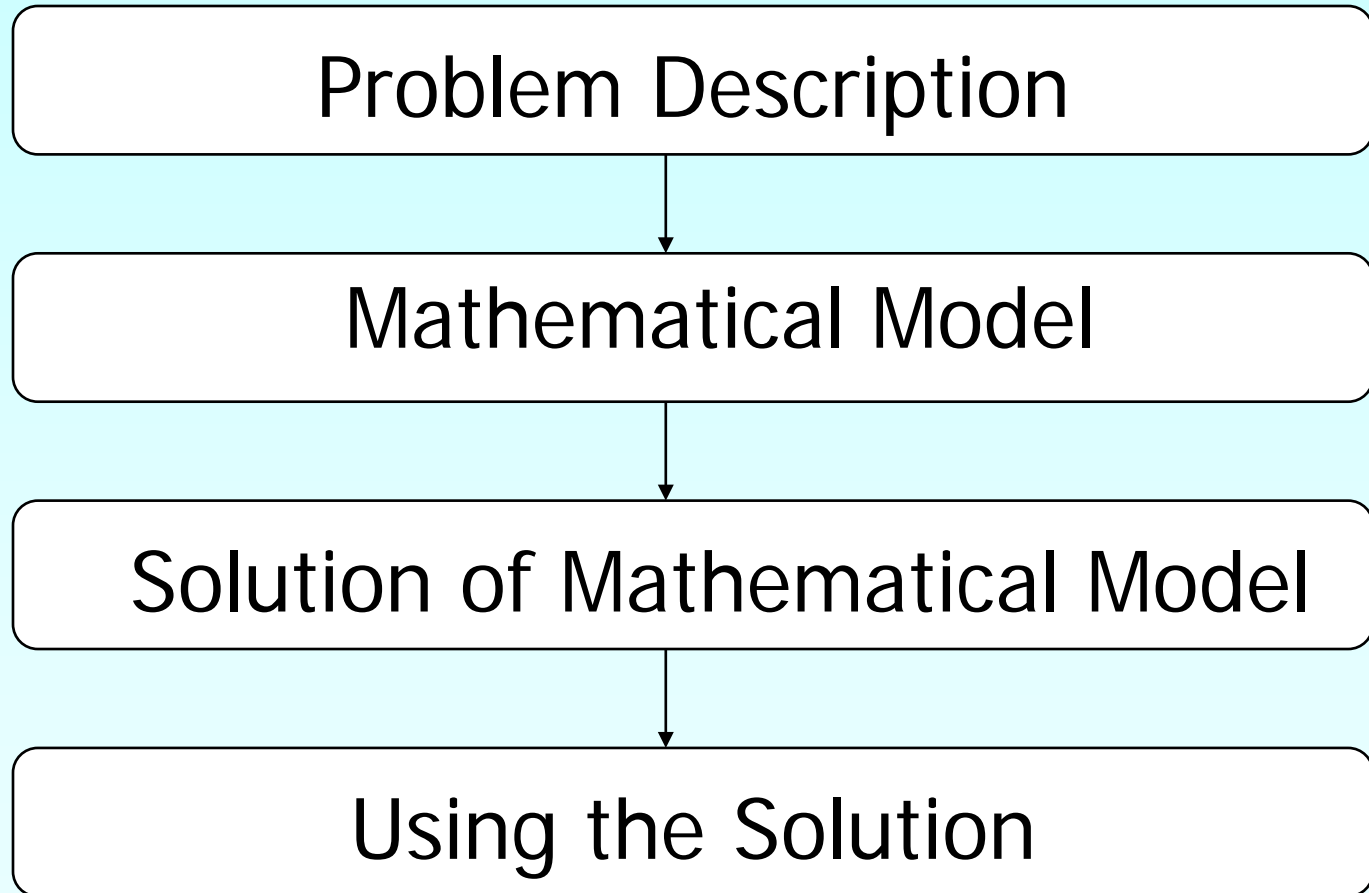 Problem Description
Mathematical Model
Solution of Mathematical Model
Using the Solution